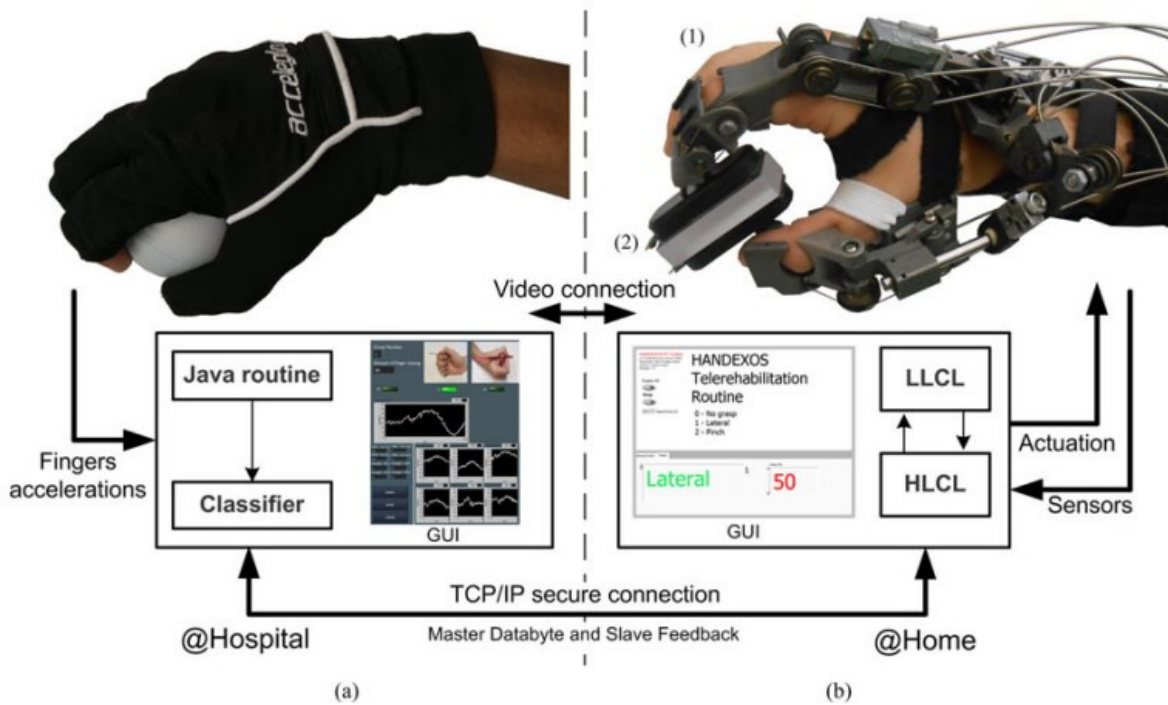 acceleglove
(1)
(2)
Video connection
Java routine
Classifier
GUI
Fingers
accelerations
HANDEXOS
Telerehabilitation
Routine
0 - No grasp
1 - Lateral
2 - Pinch
Lateral
1
50
GUI
LLCL
HLCL
Actuation
Sensors
TCP/IP secure connection
Master Databyte and Slave Feedback
@Hospital
@Home
(a)
(b)